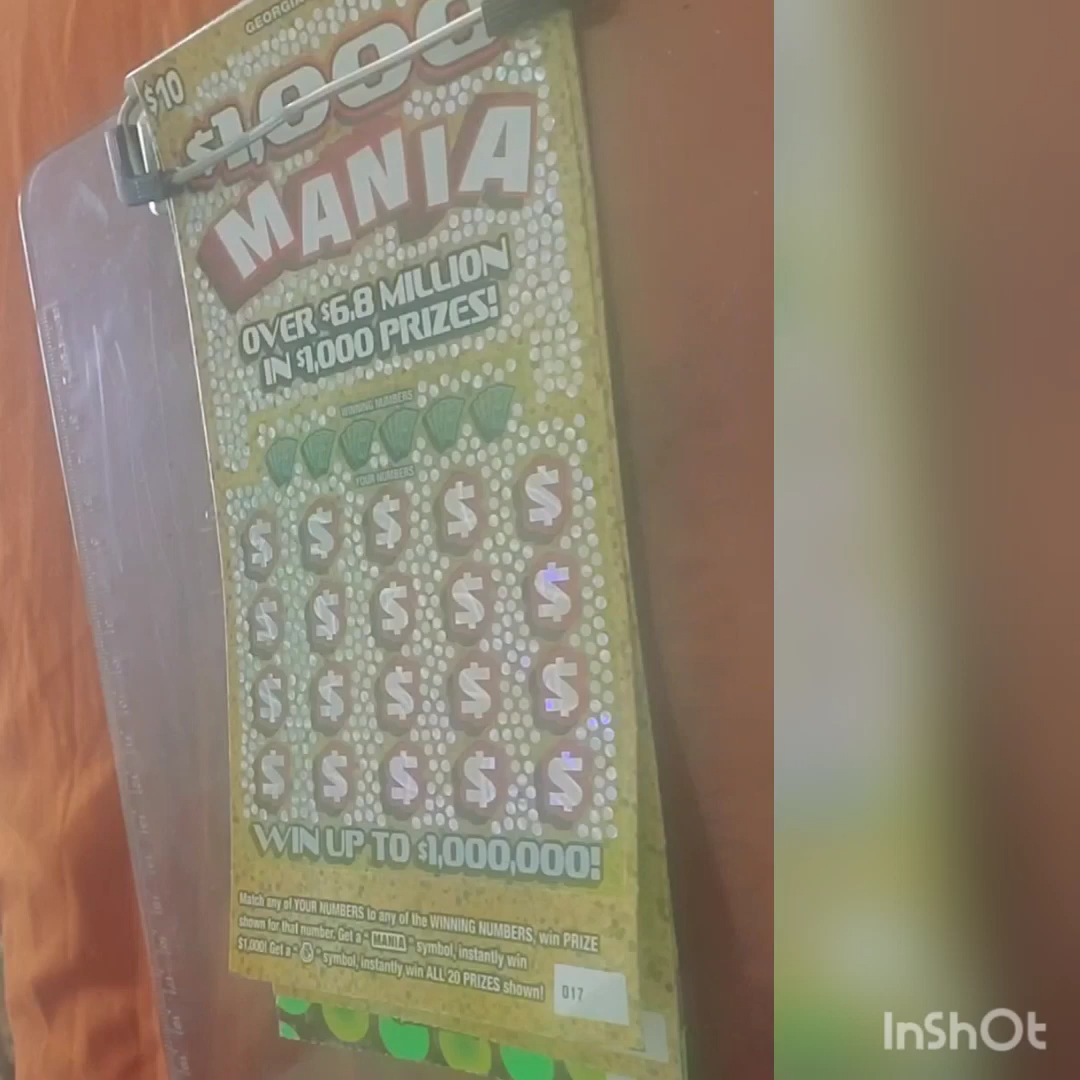 GEORGIA
$10
$1,000
MANIA
OVER $6.8 MILLION
IN $1,000 PRIZES!
WINNING NUMBERS
YOUR NUMBERS
$ $ $ $ $
$ $ $ $ $
$ $ $ $ $
$ $ $ $ $
WIN UP TO $1,000,000!
Match any of YOUR NUMBERS to any of the WINNING NUMBERS, win PRIZE
shown for that number. Get a "MANIA" symbol, instantly win
$1,000! Get a " " symbol, instantly win ALL 20 PRIZES shown!
017
InShOt